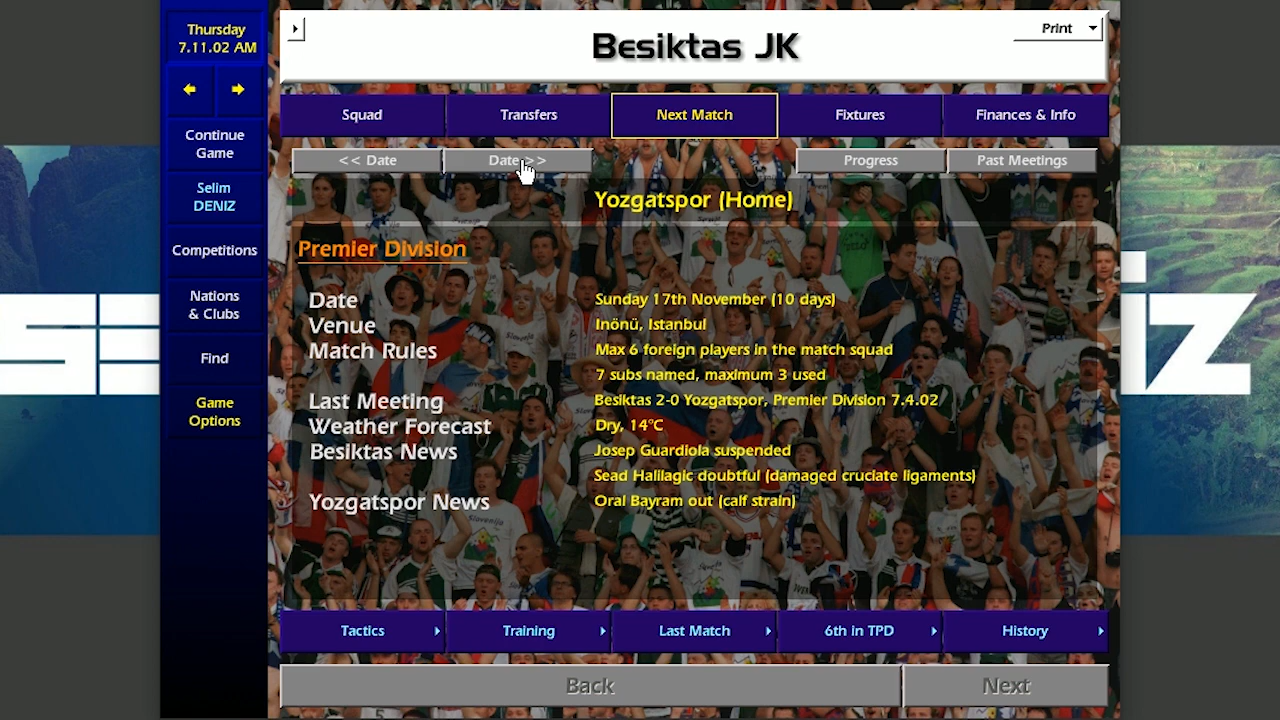 Thursday
7.11.02 AM
Continue
Game
Selim
DENIZ
Competitions
Nations
& Clubs
Find
Game
Options
Besiktas JK
Print
Squad
Transfers
Next Match
Fixtures
Finances & Info
<< Date
Date >>
Progress
Past Meetings
Yozgatspor (Home)
Premier Division
Date
Sunday 17th November (10 days)
Venue
Inönü, Istanbul
Match Rules
Max 6 foreign players in the match squad
7 subs named, maximum 3 used
Last Meeting
Besiktas 2-0 Yozgatspor, Premier Division 7.4.02
Weather Forecast
Dry, 14°C
Besiktas News
Josep Guardiola suspended
Sead Halilagic doubtful (damaged cruciate ligaments)
Yozgatspor News
Oral Bayram out (calf strain)
Tactics
Training
Last Match
6th in TPD
History
Back
Next